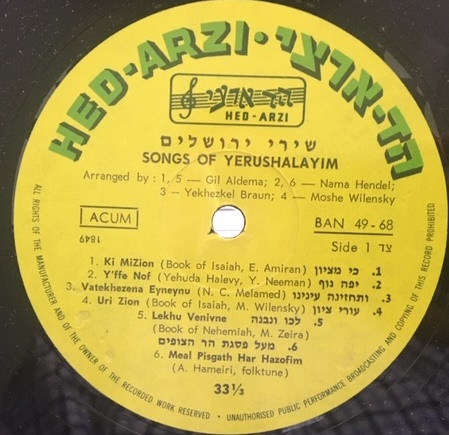 HED-ARZI · הד-ארצי
הד ארצי
HED-ARZI
שירי ירושלים
SONGS OF YERUSHALAYIM
Arranged by: 1, 5 — Gil Aldema; 2, 6 — Nama Hendel;
3 — Yekhezkel Braun; 4 — Moshe Wilensky
ACUM
BAN 49-68
1849
Side 1 צד
1. Ki MiZion (Book of Isaiah, E. Amiran) כי מציון .1
2. Y'ffe Nof (Yehuda Halevy, Y. Neeman) יפה נוף .2
3. Vatekhezena Eyneynu (N. C. Melamed) ותחזינה עינינו .3
4. Uri Zion (Book of Isaiah, M. Wilensky) עורי ציון .4
5. Lekhu Venivne לכו ונבנה .5
(Book of Nehemiah, M. Zeira)
מעל פסגת הר הצופים .6
6. Meal Pisgath Har Hazofim
(A. Hameiri, folktune)
33⅓
ALL RIGHTS OF THE MANUFACTURER AND OF THE OWNER OF THE RECORDED WORK RESERVED · UNAUTHORISED PUBLIC PERFORMANCE BROADCASTING AND COPYING OF THIS RECORD PROHIBITED